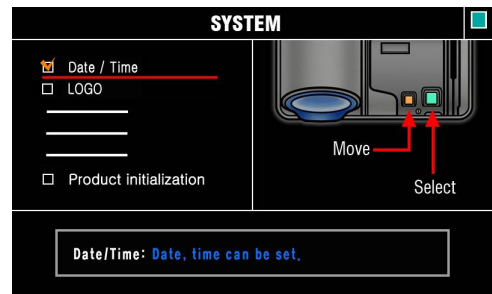 SYSTEM
Date / Time
LOGO
Product initialization
Move
Select
Date/Time: Date, time can be set.